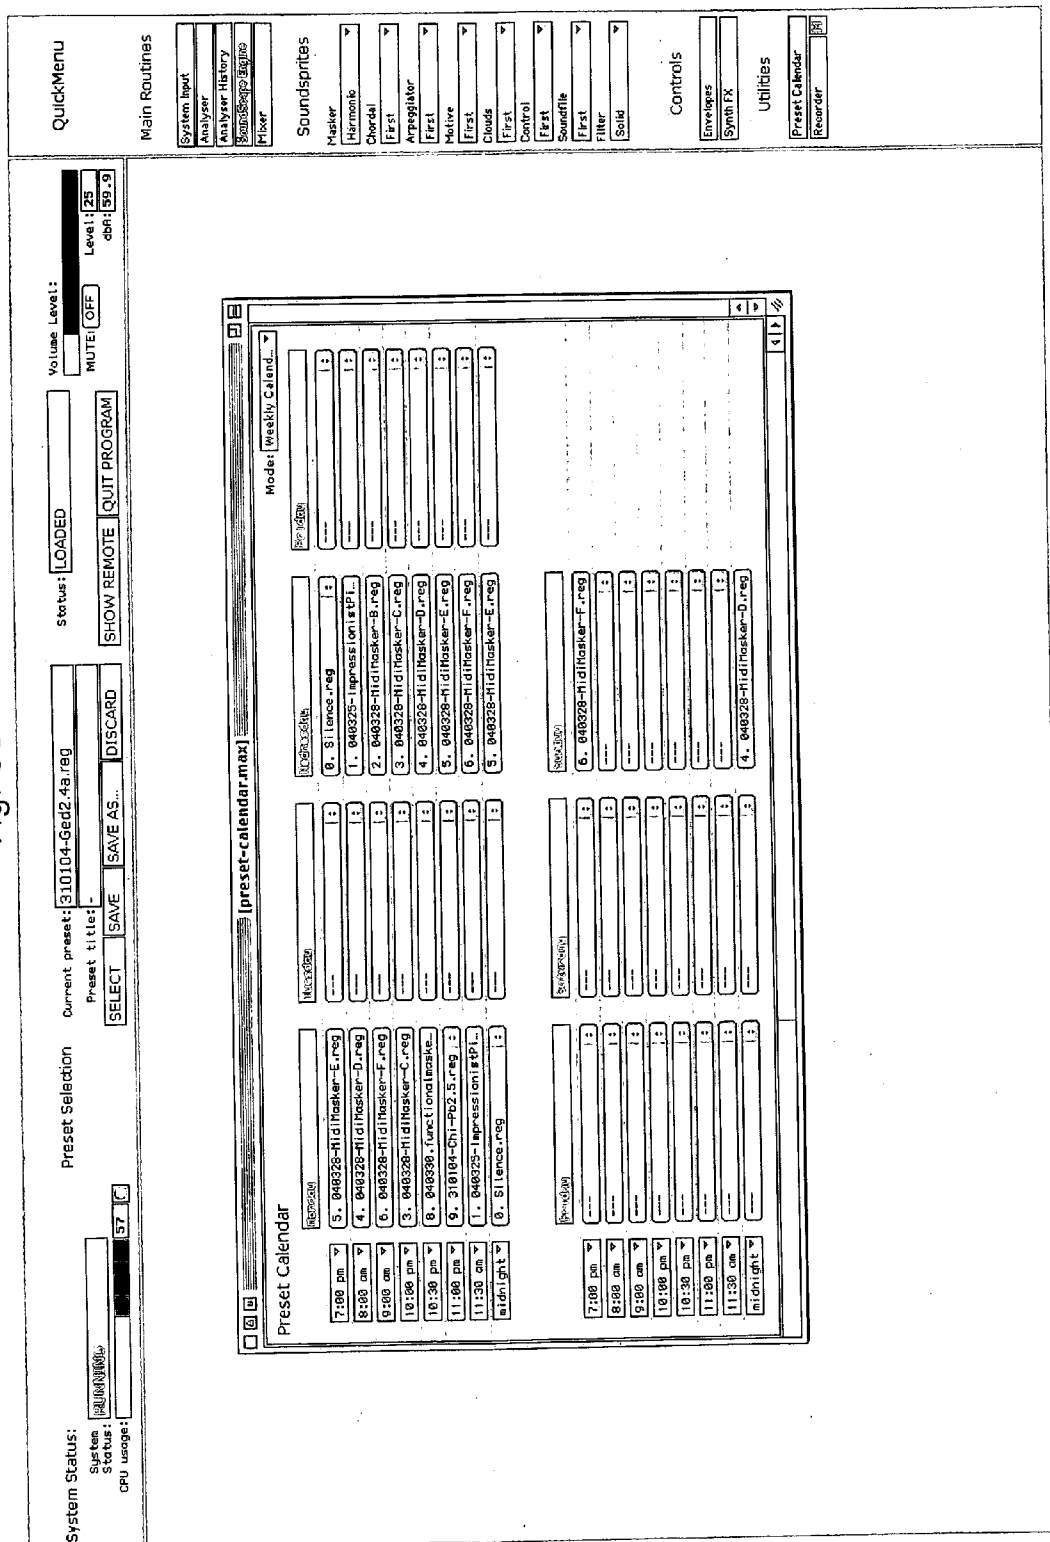 System Status:
System Status: RUNNING
CPU usage: 57
Preset Selection
Current preset: 310104-Ged2.4a.reg
Preset title: -
SELECT SAVE SAVE AS... DISCARD
Status: LOADED
SHOW REMOTE QUIT PROGRAM
Volume Level:
MUTE: OFF Level: 25
dbA: 59.9
QuickMenu
Main Routines
System Input
Analyser
Analyser History
SoundScape Engine
Mixer
Soundsprites
Masker
Harmonic
Chordal
First
Arpeggiator
First
Motive
First
Clouds
First
Control
First
Soundfile
First
Filter
Solid
Controls
Envelopes
Synth FX
Utilities
Preset Calendar
Recorder
[preset-calendar.max]
Preset Calendar
Mode: Weekly Calend...
Monday Tuesday Wednesday
7:00 pm 5. 040328-MidiMasker-E.reg --- 0. Silence.reg ---
8:00 am 4. 040328-MidiMasker-D.reg --- 1. 040325-ImpressionistPi... ---
9:00 am 6. 040328-MidiMasker-F.reg --- 2. 040328-MidiMasker-B.reg ---
10:00 pm 3. 040328-MidiMasker-C.reg --- 3. 040328-MidiMasker-C.reg ---
10:30 pm 8. 040330.functionalmaske... --- 4. 040328-MidiMasker-D.reg ---
11:00 pm 9. 310104-Chi-Pb2.5.reg --- 5. 040328-MidiMasker-E.reg ---
11:30 am 1. 040325-ImpressionistPi... --- 6. 040328-MidiMasker-F.reg ---
midnight 0. Silence.reg --- 5. 040328-MidiMasker-E.reg ---
Saturday Sunday
7:00 pm --- --- 6. 040328-MidiMasker-F.reg
8:00 am --- --- ---
9:00 am --- --- ---
10:00 pm --- --- ---
10:30 pm --- --- ---
11:00 pm --- --- ---
11:30 am --- --- ---
midnight --- --- 4. 040328-MidiMasker-D.reg